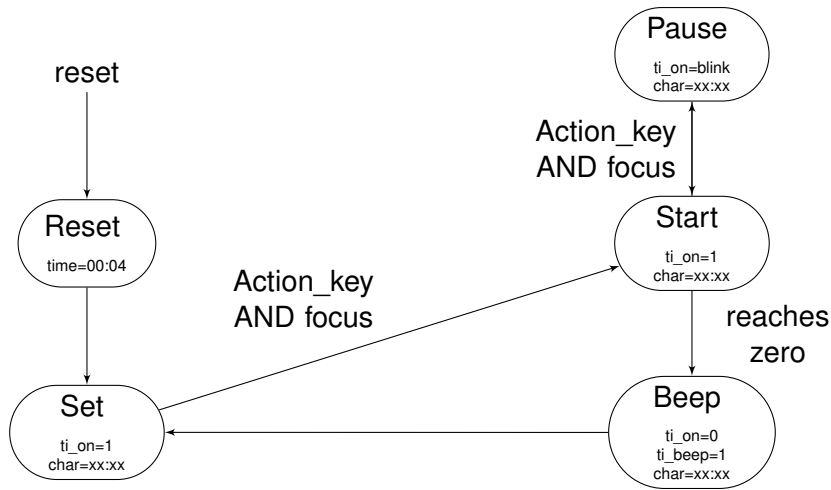 Pause
ti_on=blink
char=xx:xx
reset
Action_key
AND focus
Reset
time=00:04
Start
ti_on=1
char=xx:xx
Action_key
AND focus
reaches
zero
Set
ti_on=1
char=xx:xx
Beep
ti_on=0
ti_beep=1
char=xx:xx